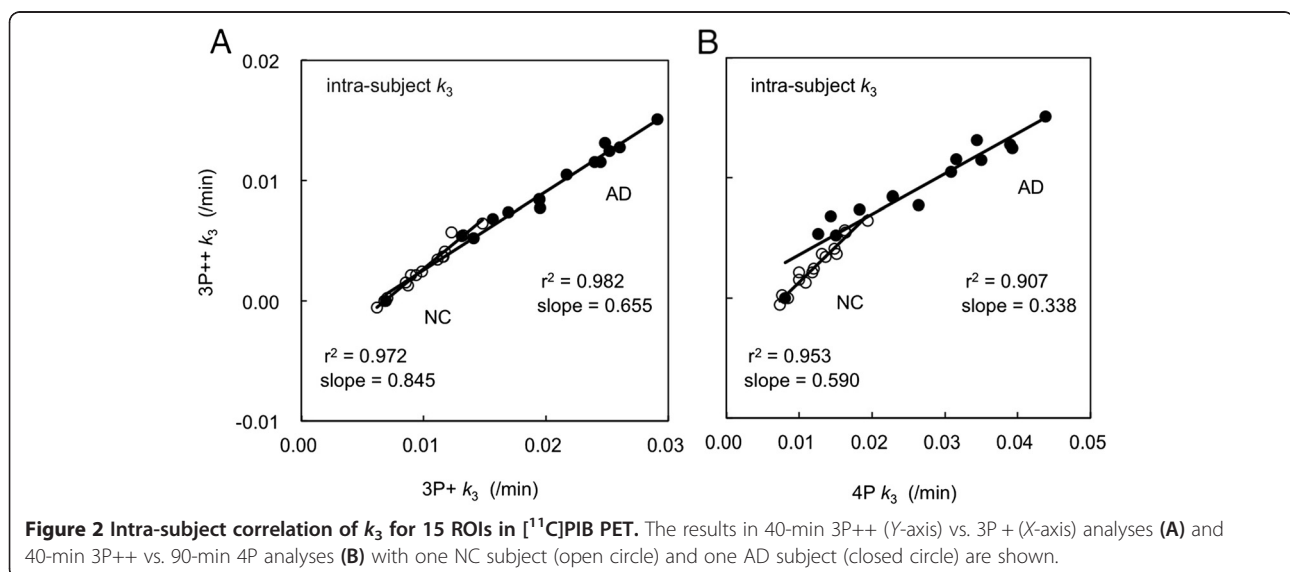 A
B
0.02
0.01
0.00
-0.01
3P++ k₃ (/min)
intra-subject k₃
AD
r² = 0.982
slope = 0.655
NC
r² = 0.972
slope = 0.845
0.00 0.01 0.02 0.03
3P+ k₃ (/min)
intra-subject k₃
AD
r² = 0.907
slope = 0.338
NC
r² = 0.953
slope = 0.590
0.00 0.01 0.02 0.03 0.04 0.05
4P k₃ (/min)
Figure 2 Intra-subject correlation of k₃ for 15 ROIs in [¹¹C]PIB PET. The results in 40-min 3P++ (Y-axis) vs. 3P + (X-axis) analyses (A) and
40-min 3P++ vs. 90-min 4P analyses (B) with one NC subject (open circle) and one AD subject (closed circle) are shown.